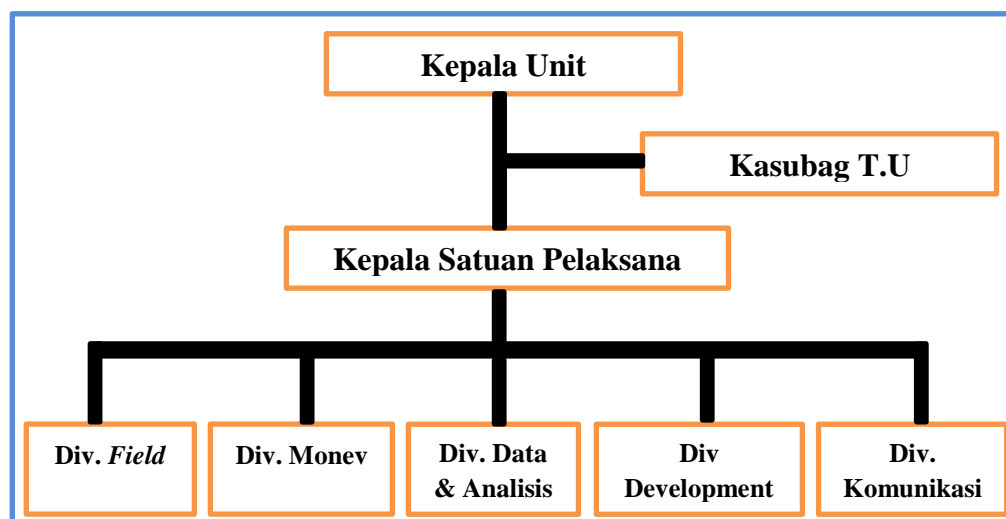 Kepala Unit
Kasubag T.U
Kepala Satuan Pelaksana
Div. Field
Div. Monev
Div. Data
& Analisis
Div
Development
Div.
Komunikasi